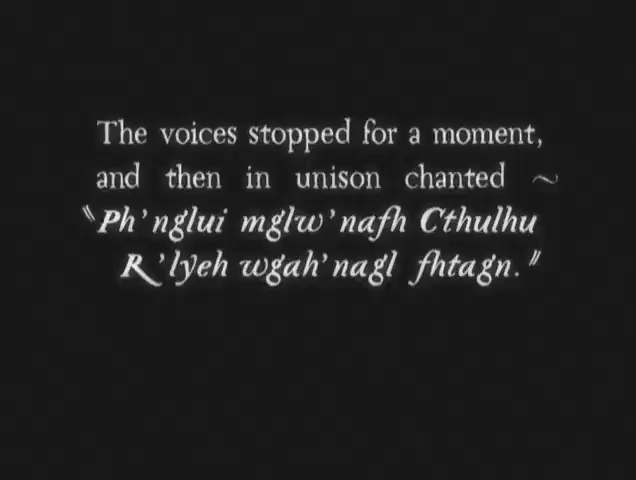 The voices stopped for a moment,
and then in unison chanted ~
"Ph'nglui mglw'nafh Cthulhu
R'lyeh wgah'nagl fhtagn."